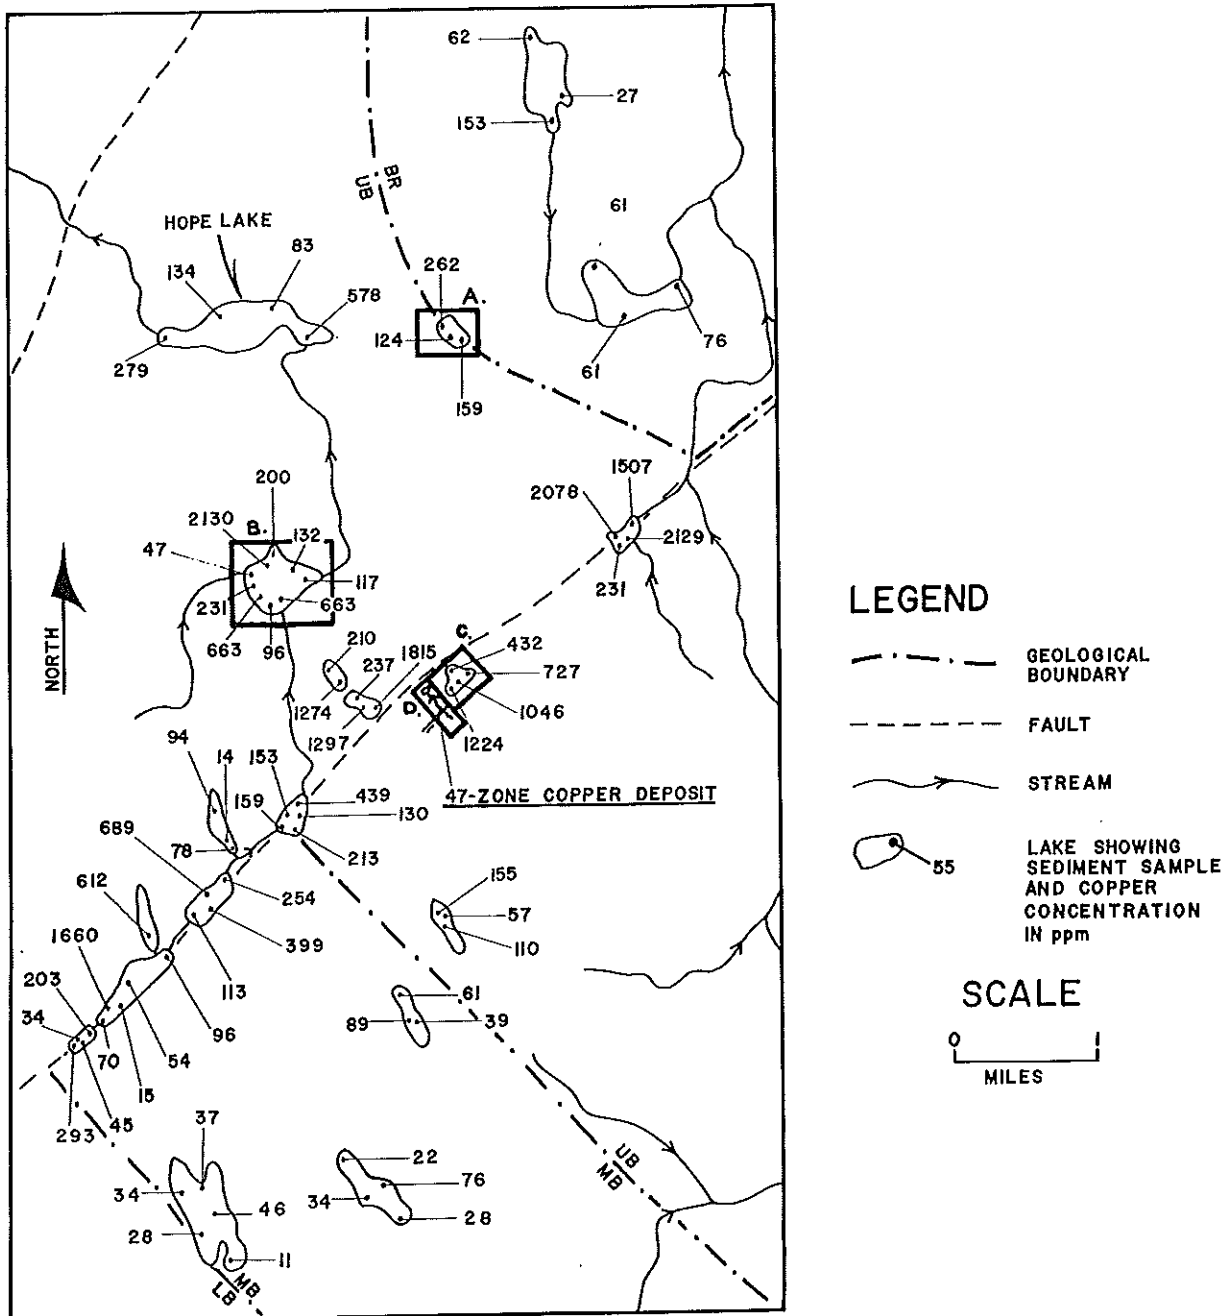 62
27
153
BR
UB
61
HOPE LAKE
83
134
578
279
262
A.
124
159
61
76
200
2130
B.
132
47
117
231
663
663
96
1507
2078
2129
231
210
237
1815
C.
432
727
1274
1297
D.
1046
1224
47-ZONE COPPER DEPOSIT
NORTH
94
14
153
159
439
130
213
689
78
254
612
399
1660
113
203
96
34
70
54
15
45
293
155
57
110
61
89
39
37
34
46
28
11
MB
LB
22
76
34
28
UB
MB
LEGEND
GEOLOGICAL
BOUNDARY
FAULT
STREAM
55
LAKE SHOWING
SEDIMENT SAMPLE
AND COPPER
CONCENTRATION
IN ppm
SCALE
0 1
MILES